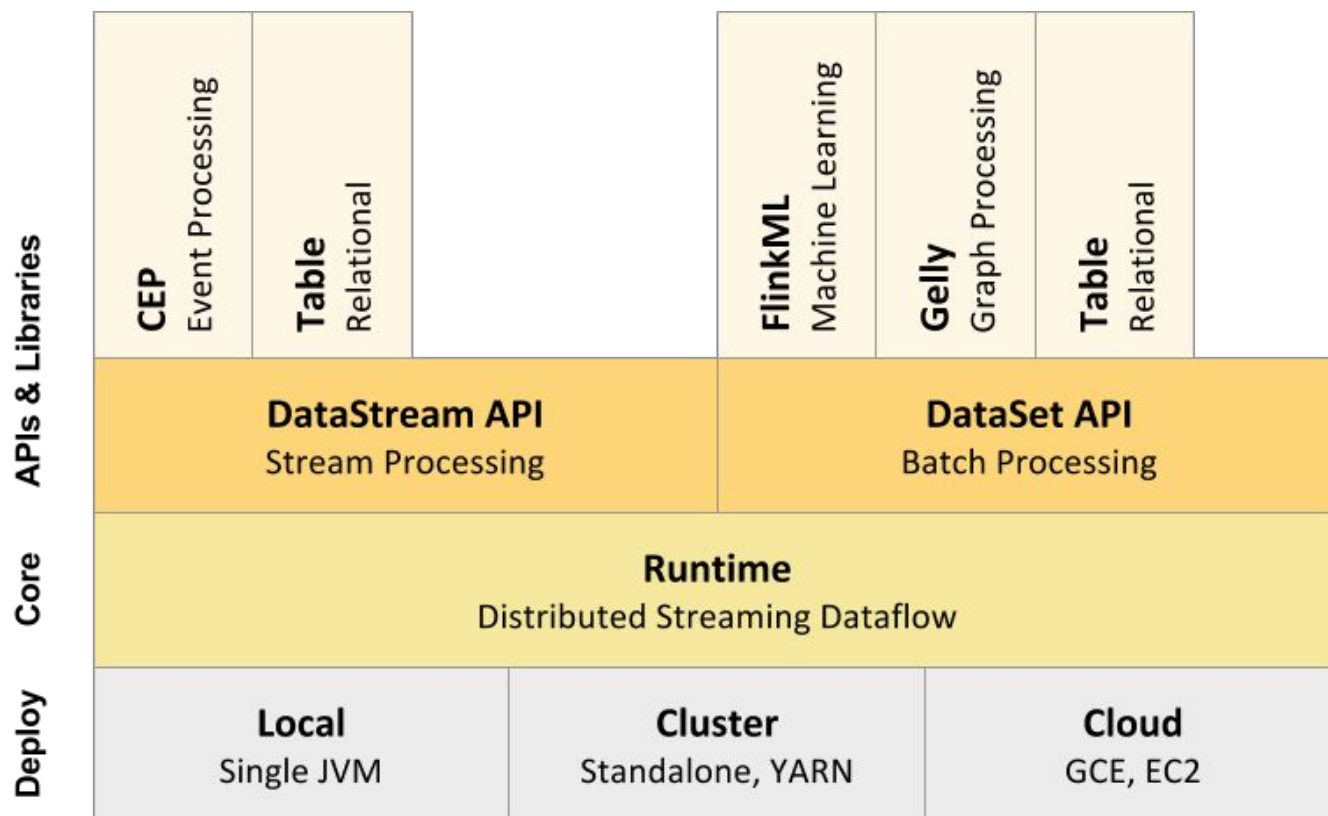 APIs & Libraries
CEP
Event Processing
Table
Relational
FlinkML
Machine Learning
Gelly
Graph Processing
Table
Relational
DataStream API
Stream Processing
DataSet API
Batch Processing
Core
Runtime
Distributed Streaming Dataflow
Deploy
Local
Single JVM
Cluster
Standalone, YARN
Cloud
GCE, EC2